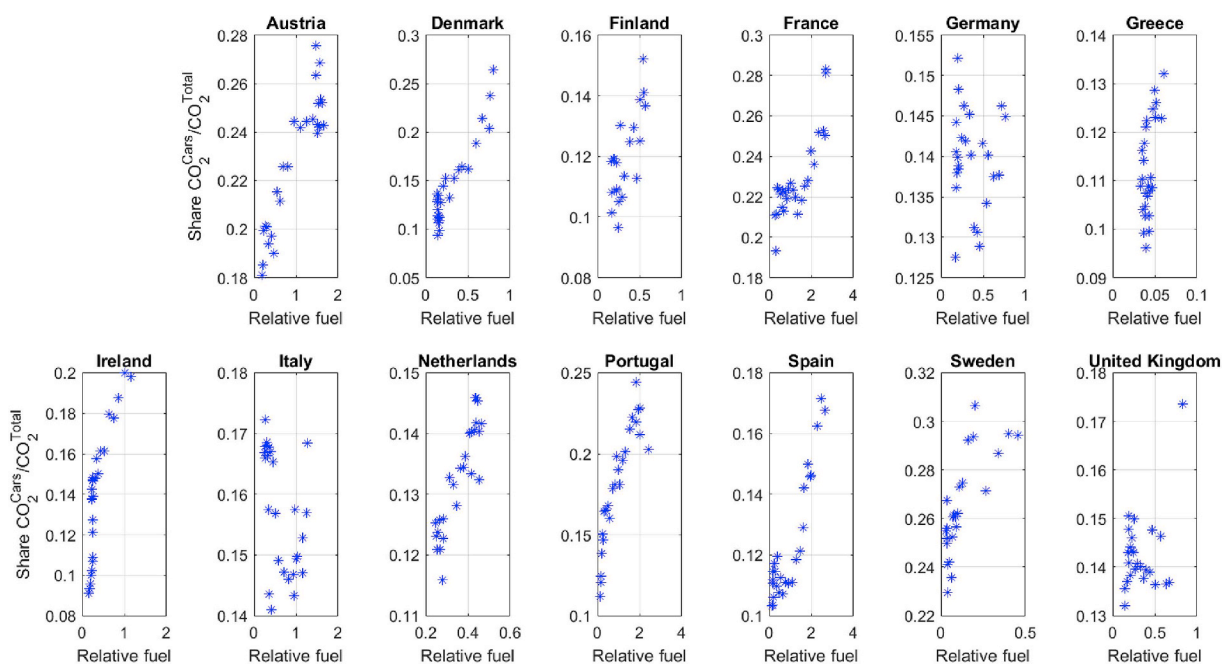 Austria Denmark Finland France Germany Greece
0.28 0.3 0.16 0.3 0.155 0.14
0.26 0.25 0.14 0.28 0.15 0.13
0.24 0.2 0.12 0.26 0.145 0.12
0.22 0.15 0.1 0.24 0.14 0.11
0.2 0.1 0.08 0.22 0.135 0.1
0.18 0.05 0.2 0.13 0.09
0.18 0.125
Share CO₂^Cars/CO₂^Total
0 1 2 0 0.5 1 0 0.5 1 0 2 4 0 0.5 1 0 0.05 0.1
Relative fuel Relative fuel Relative fuel Relative fuel Relative fuel Relative fuel
Ireland Italy Netherlands Portugal Spain Sweden United Kingdom
0.2 0.18 0.15 0.25 0.18 0.32 0.18
0.18 0.17 0.14 0.2 0.16 0.3 0.17
0.16 0.16 0.13 0.15 0.14 0.28 0.16
0.14 0.15 0.12 0.1 0.12 0.26 0.15
0.12 0.14 0.11 0.1 0.24 0.14
0.1 0.22 0.13
0.08
Share CO₂^Cars/CO₂^Total
0 1 2 0 1 2 0.2 0.4 0.6 0 2 4 0 2 4 0 0.5 0 0.5 1
Relative fuel Relative fuel Relative fuel Relative fuel Relative fuel Relative fuel Relative fuel